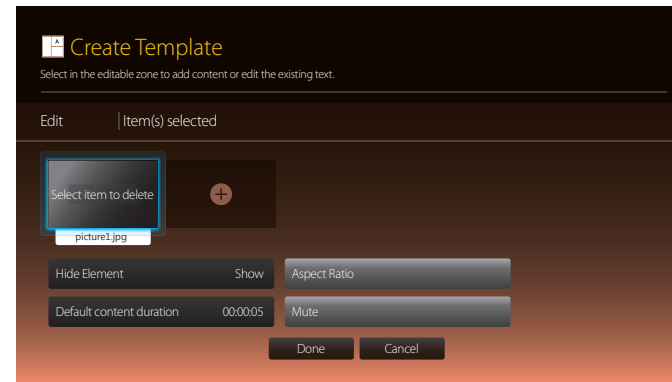 A
Create Template
Select in the editable zone to add content or edit the existing text.
Edit Item(s) selected
Select item to delete
picture1.jpg
Hide Element Show Aspect Ratio
Default content duration 00:00:05 Mute
Done Cancel